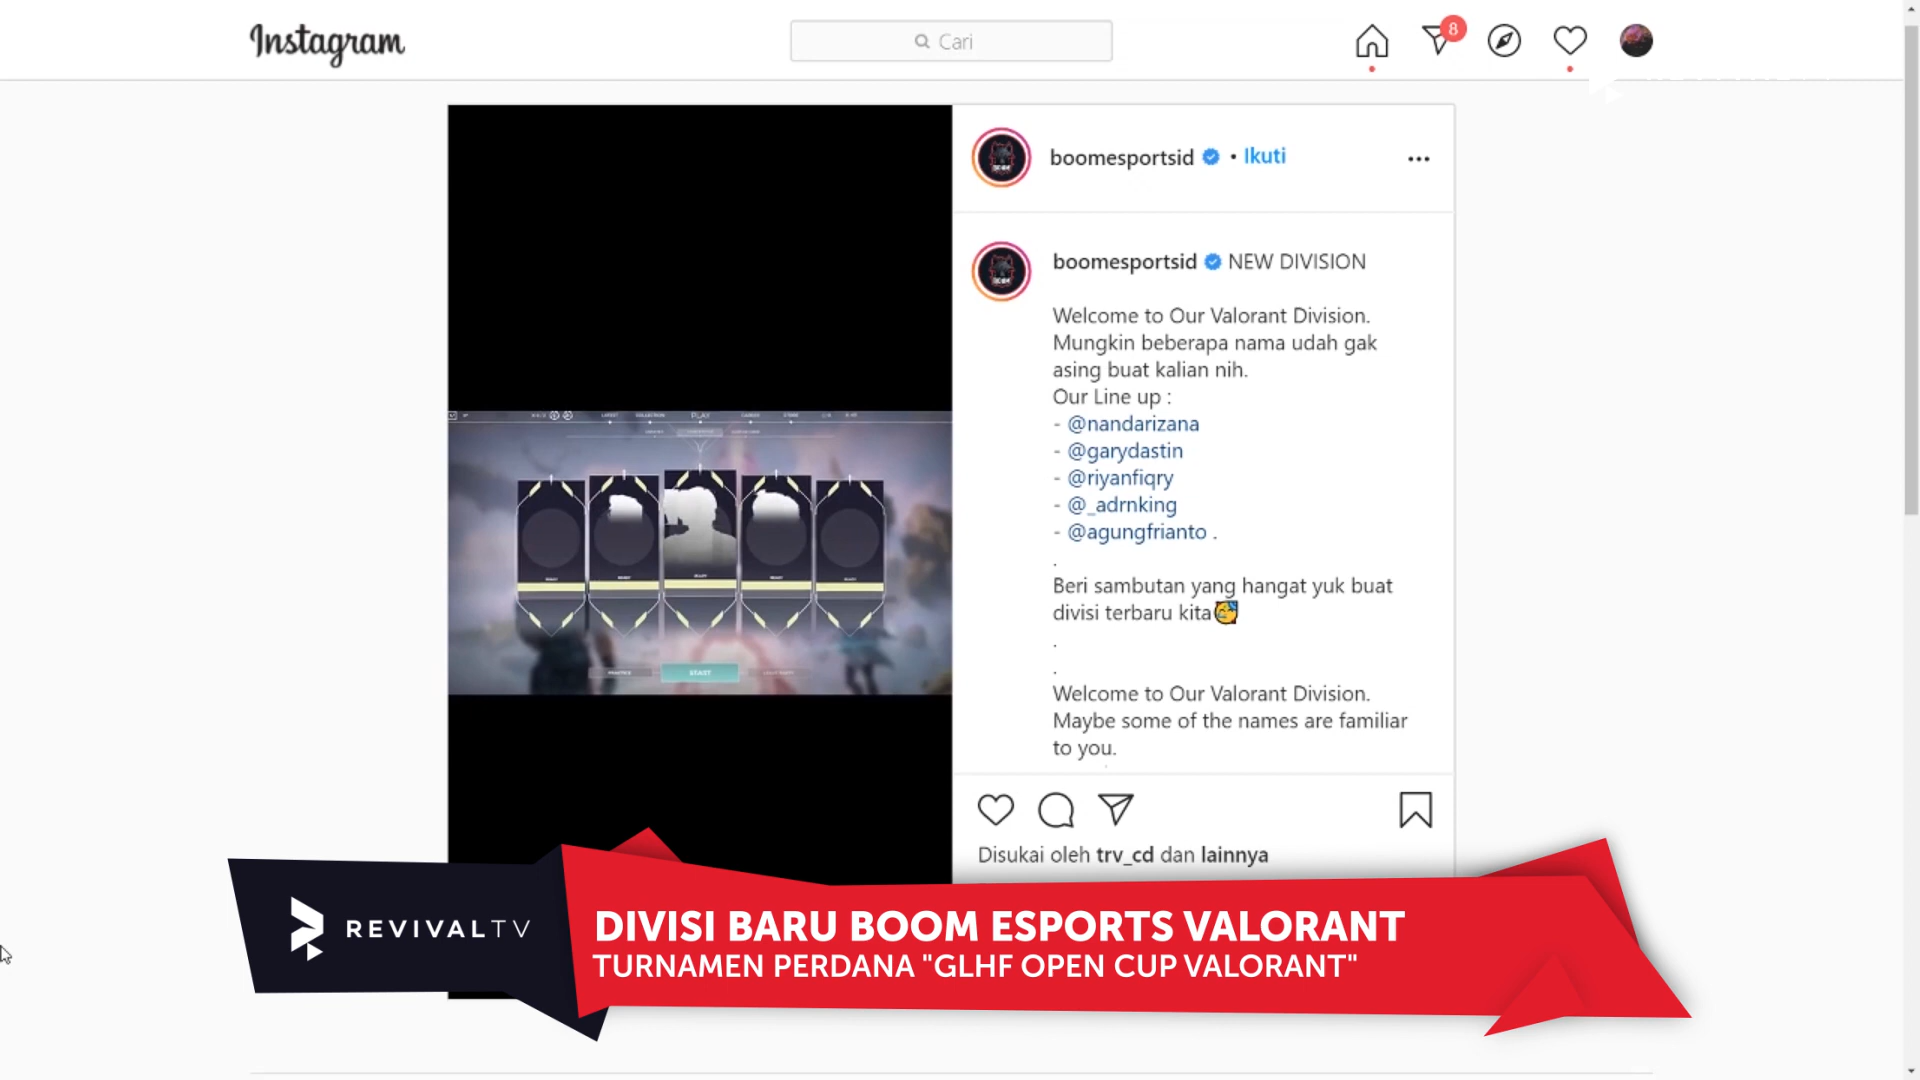 Instagram
Cari
8
boomesportsid • Ikuti
boomesportsid NEW DIVISION
Welcome to Our Valorant Division.
Mungkin beberapa nama udah gak
asing buat kalian nih.
Our Line up :
- @nandarizana
- @garydastin
- @riyanfiqry
- @_adrnking
- @agungfrianto .
.
Beri sambutan yang hangat yuk buat
divisi terbaru kita🥳
.
.
Welcome to Our Valorant Division.
Maybe some of the names are familiar
to you.
PLAY
START
Disukai oleh trv_cd dan lainnya
REVIVALTV
DIVISI BARU BOOM ESPORTS VALORANT
TURNAMEN PERDANA "GLHF OPEN CUP VALORANT"